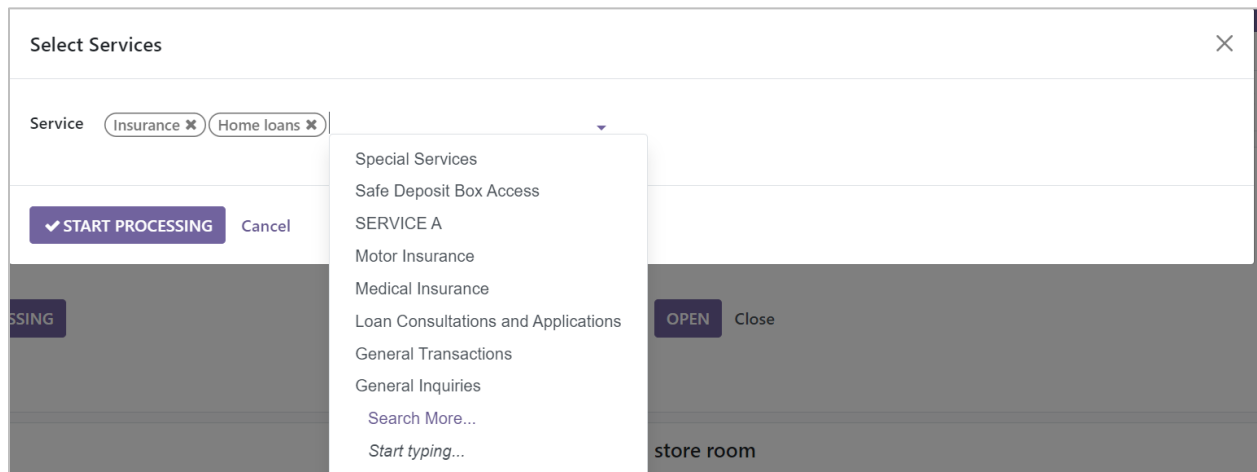 Select Services
Service Insurance ✖ Home loans ✖
Special Services
Safe Deposit Box Access
SERVICE A
Motor Insurance
Medical Insurance
Loan Consultations and Applications
General Transactions
General Inquiries
Search More...
Start typing...
✔ START PROCESSING Cancel
SSING
OPEN Close
store room